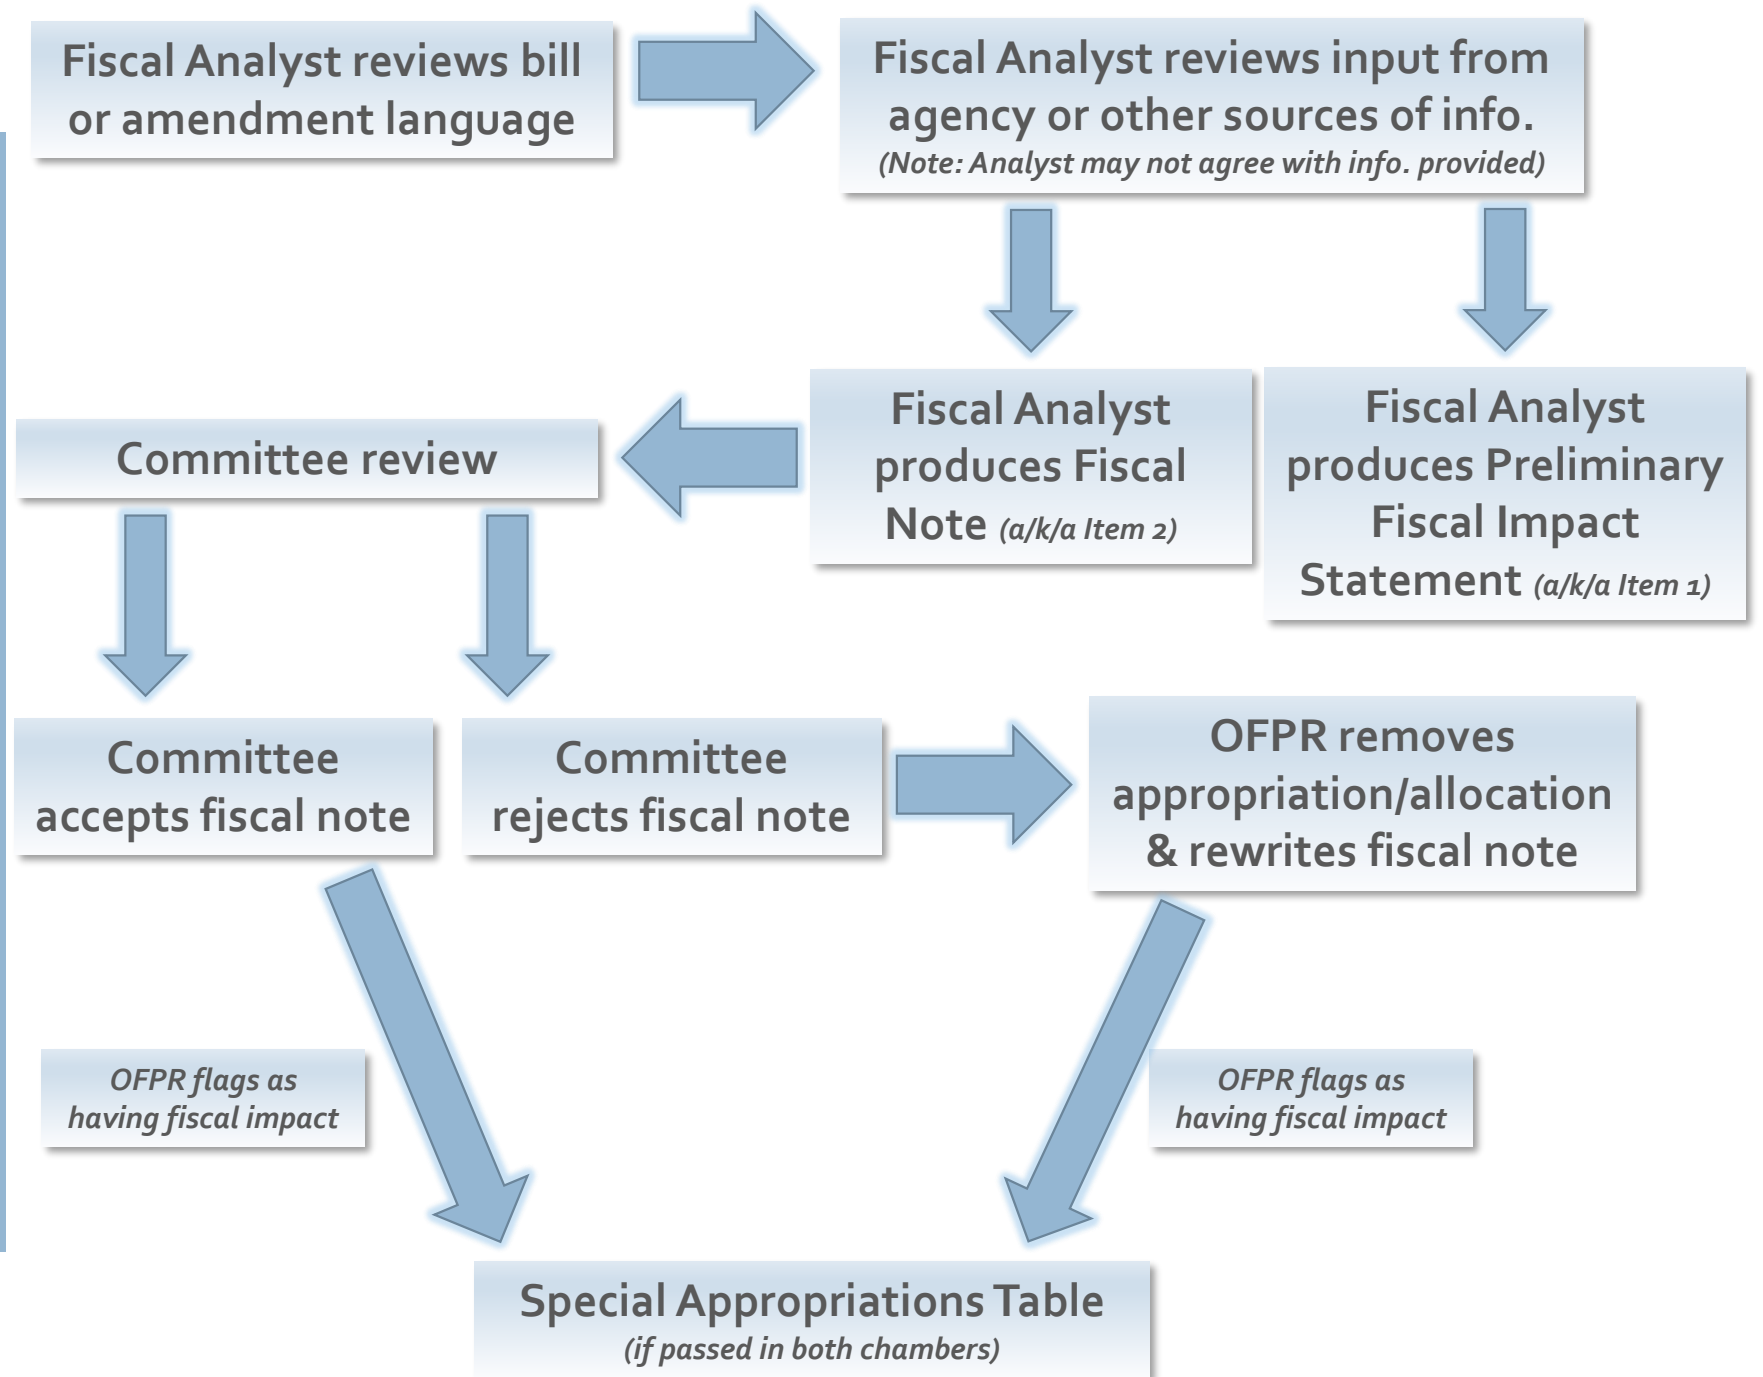 Fiscal Analyst reviews bill
or amendment language
Fiscal Analyst reviews input from
agency or other sources of info.
(Note: Analyst may not agree with info. provided)
Fiscal Analyst
produces Fiscal
Note (a/k/a Item 2)
Fiscal Analyst
produces Preliminary
Fiscal Impact
Statement (a/k/a Item 1)
Committee review
Committee
accepts fiscal note
Committee
rejects fiscal note
OFPR removes
appropriation/allocation
& rewrites fiscal note
OFPR flags as
having fiscal impact
OFPR flags as
having fiscal impact
Special Appropriations Table
(if passed in both chambers)